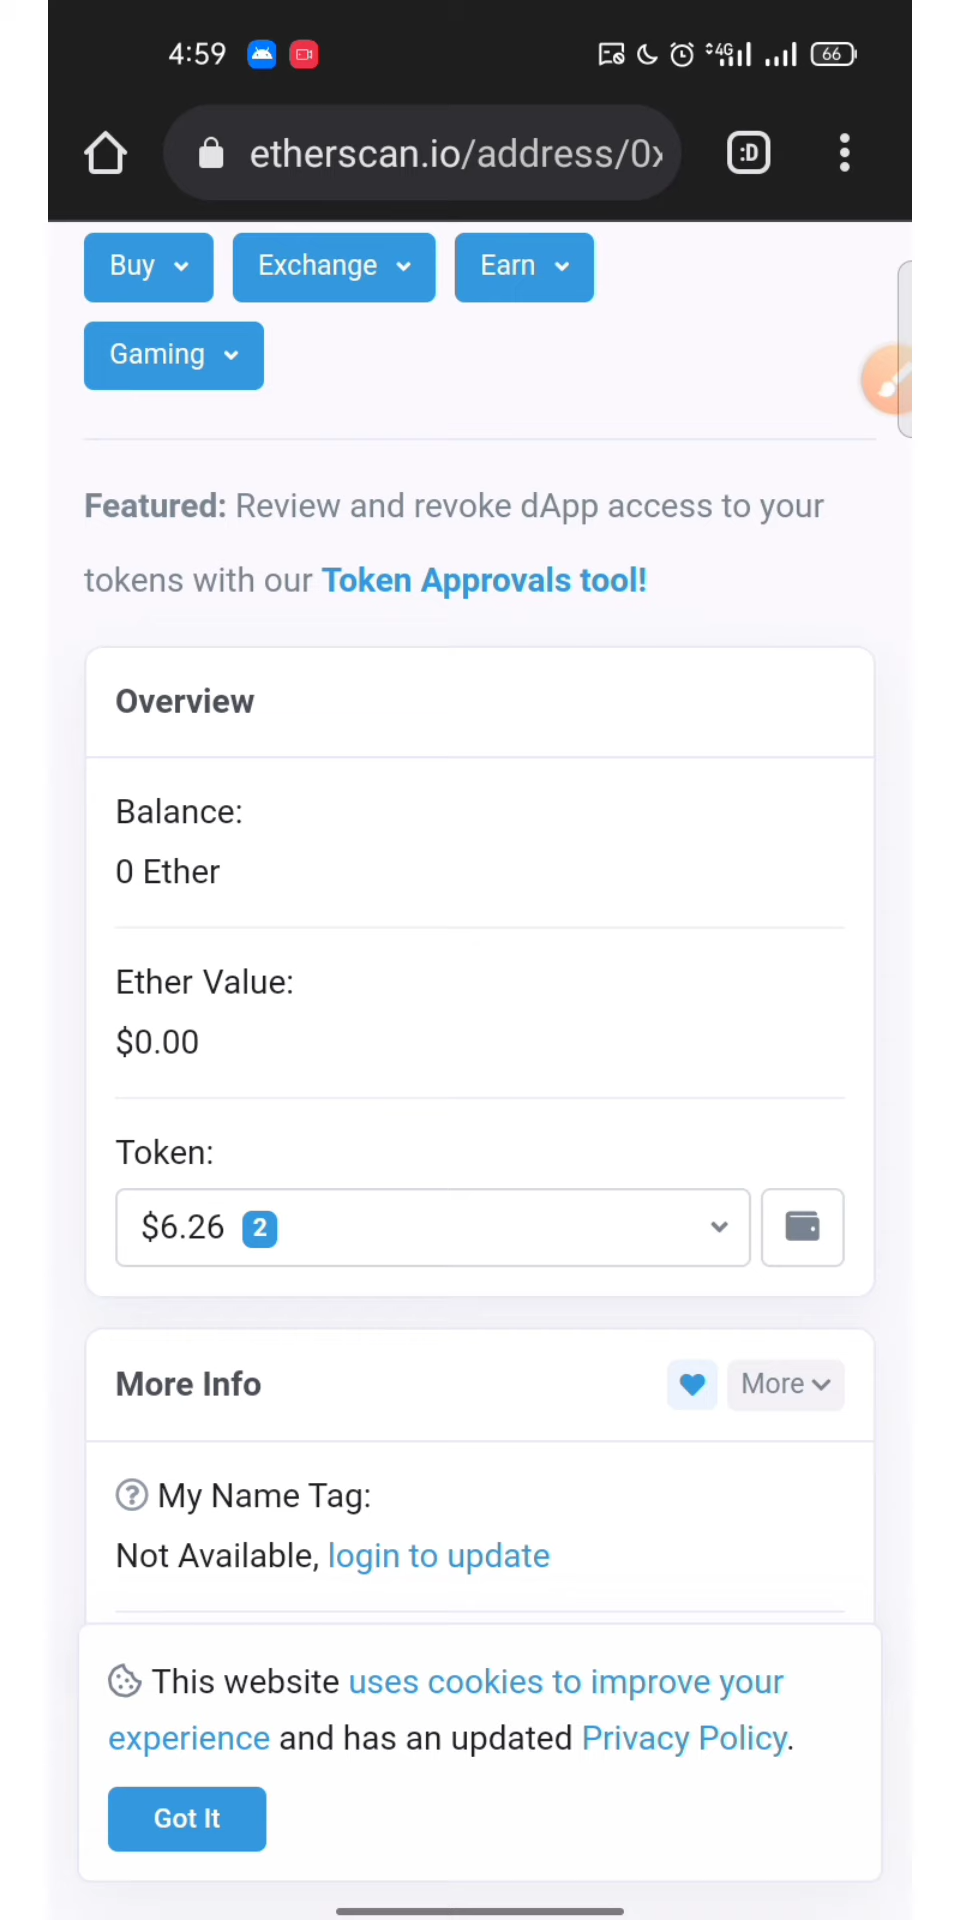 4:59
4G
66
etherscan.io/address/0x
:D
Buy
Exchange
Earn
Gaming
Featured: Review and revoke dApp access to your
tokens with our Token Approvals tool!
Overview
Balance:
0 Ether
Ether Value:
$0.00
Token:
$6.26 2
More Info
More
? My Name Tag:
Not Available, login to update
This website uses cookies to improve your
experience and has an updated Privacy Policy.
Got It